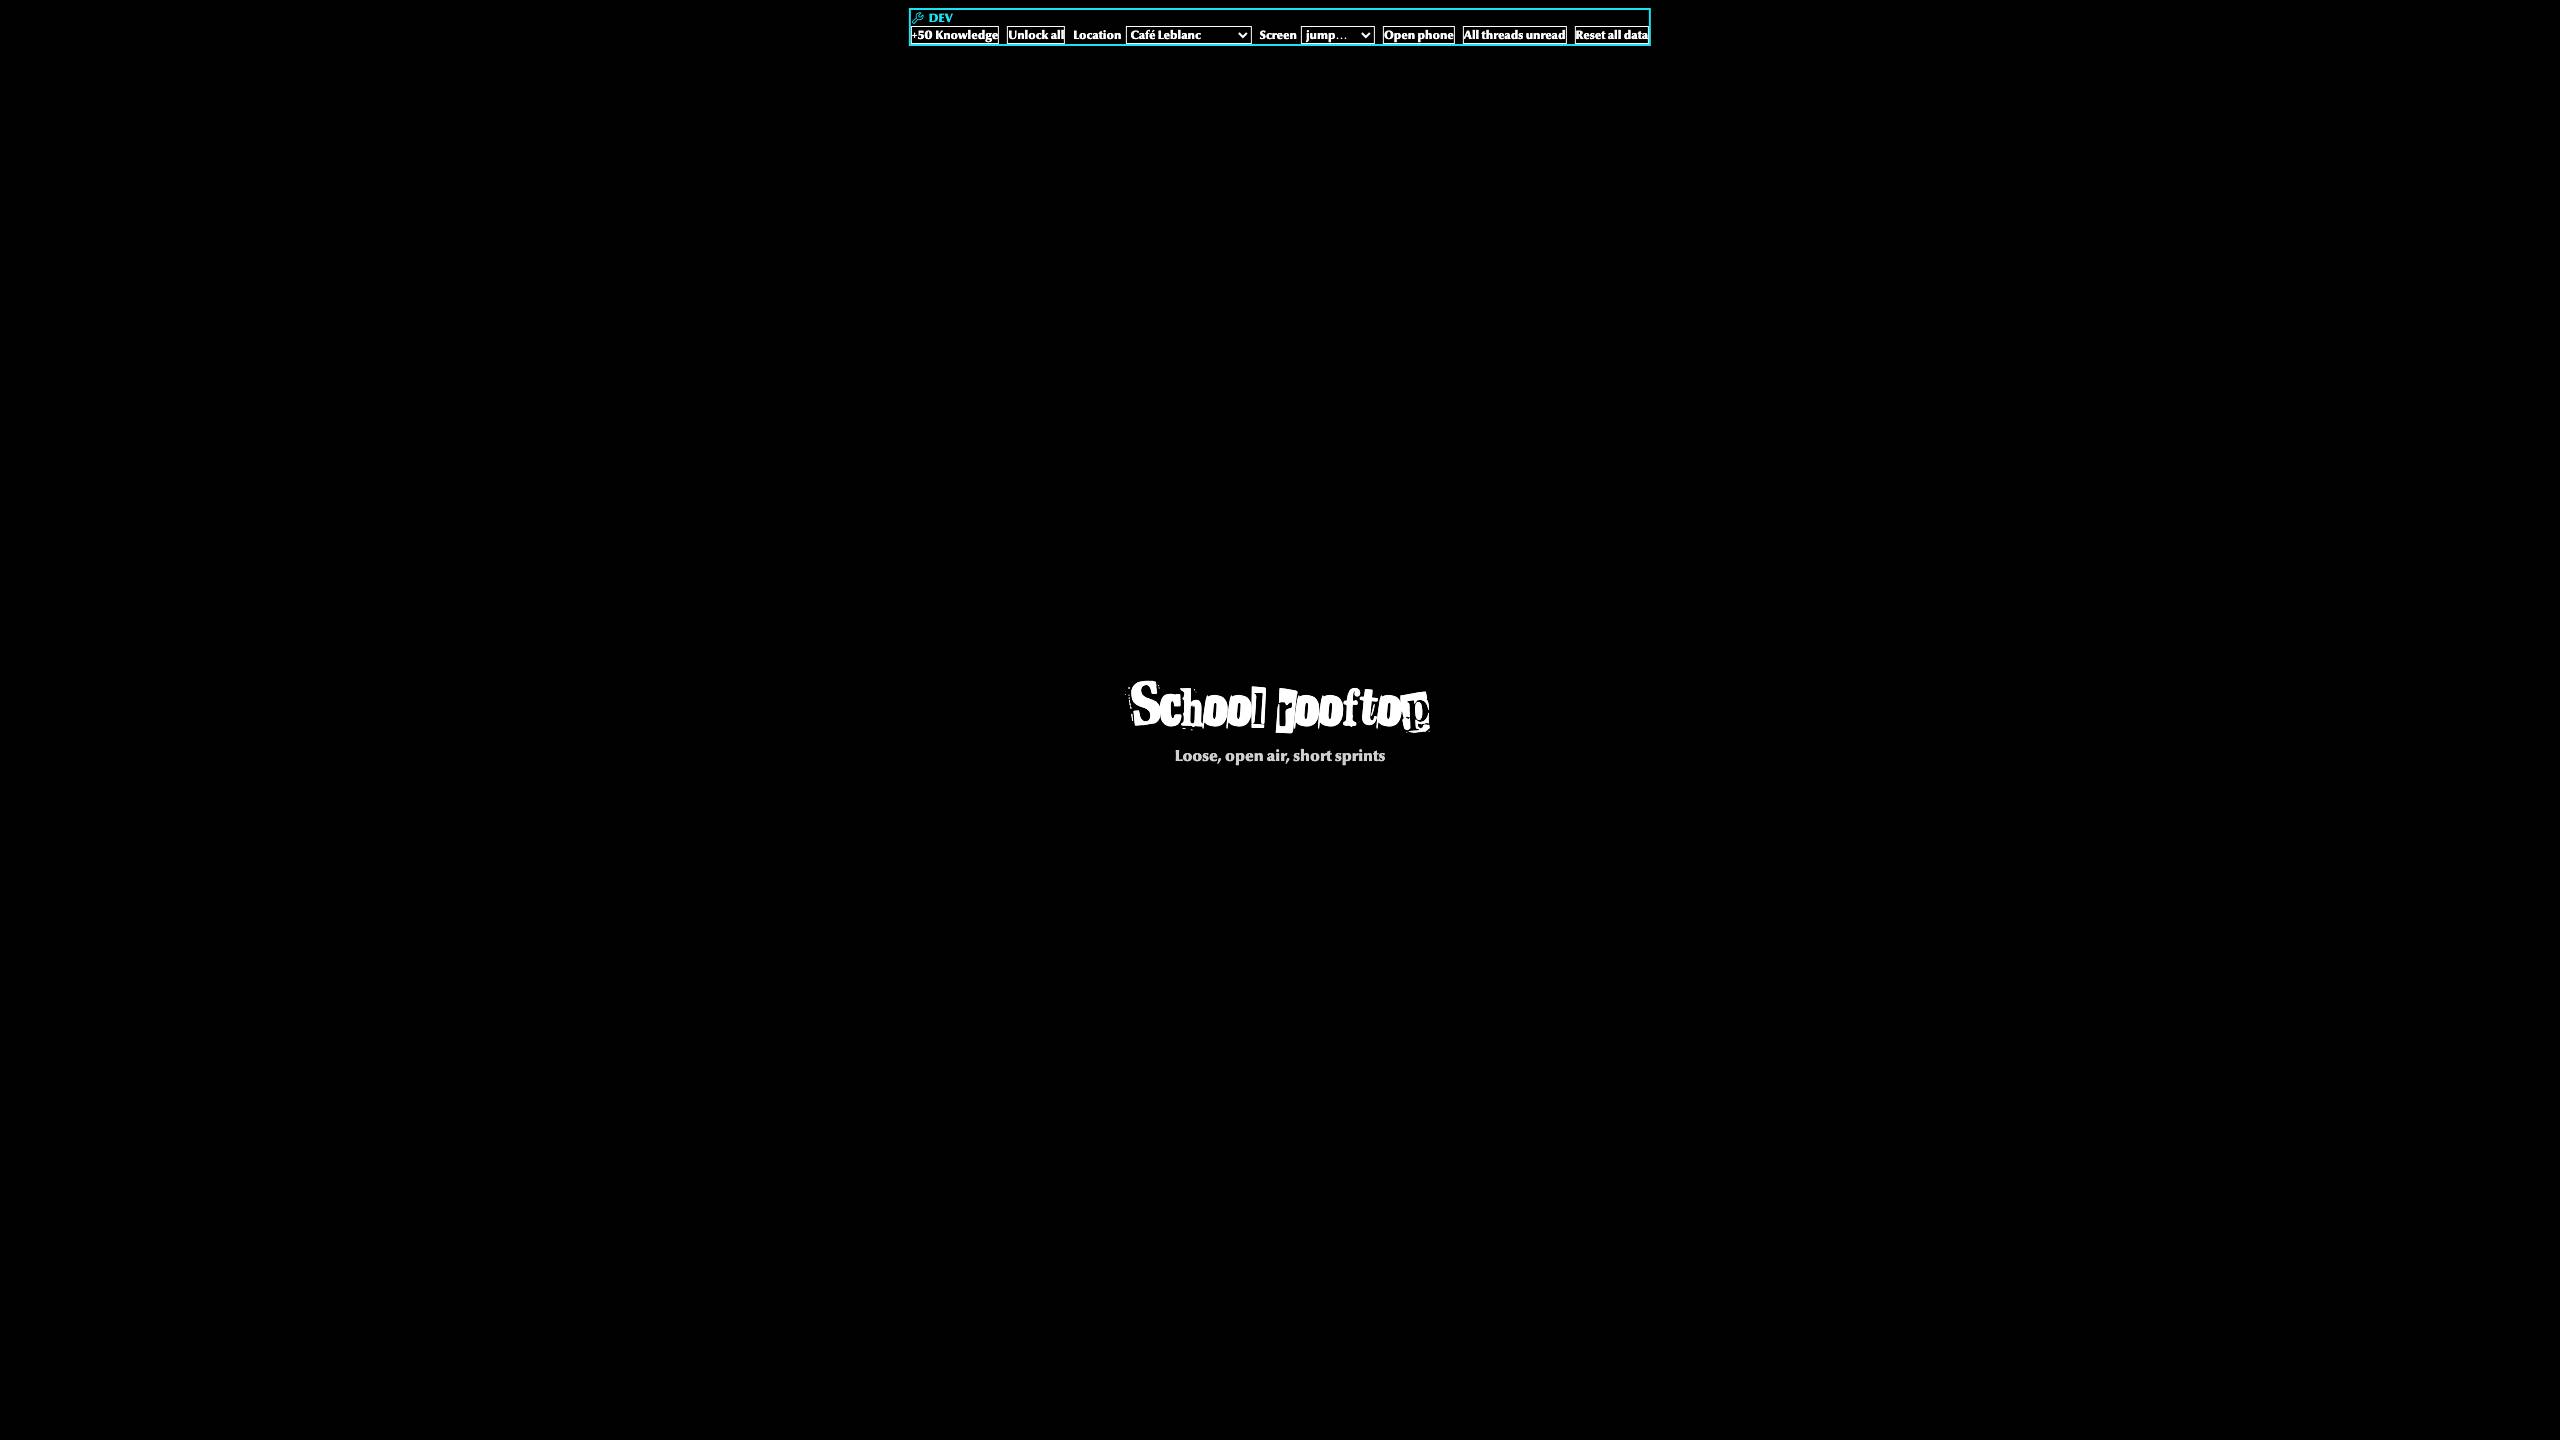 DEV
+50 Knowledge Unlock all Location Café Leblanc Screen jump... Open phone All threads unread Reset all data
School rooftop
Loose, open air, short sprints